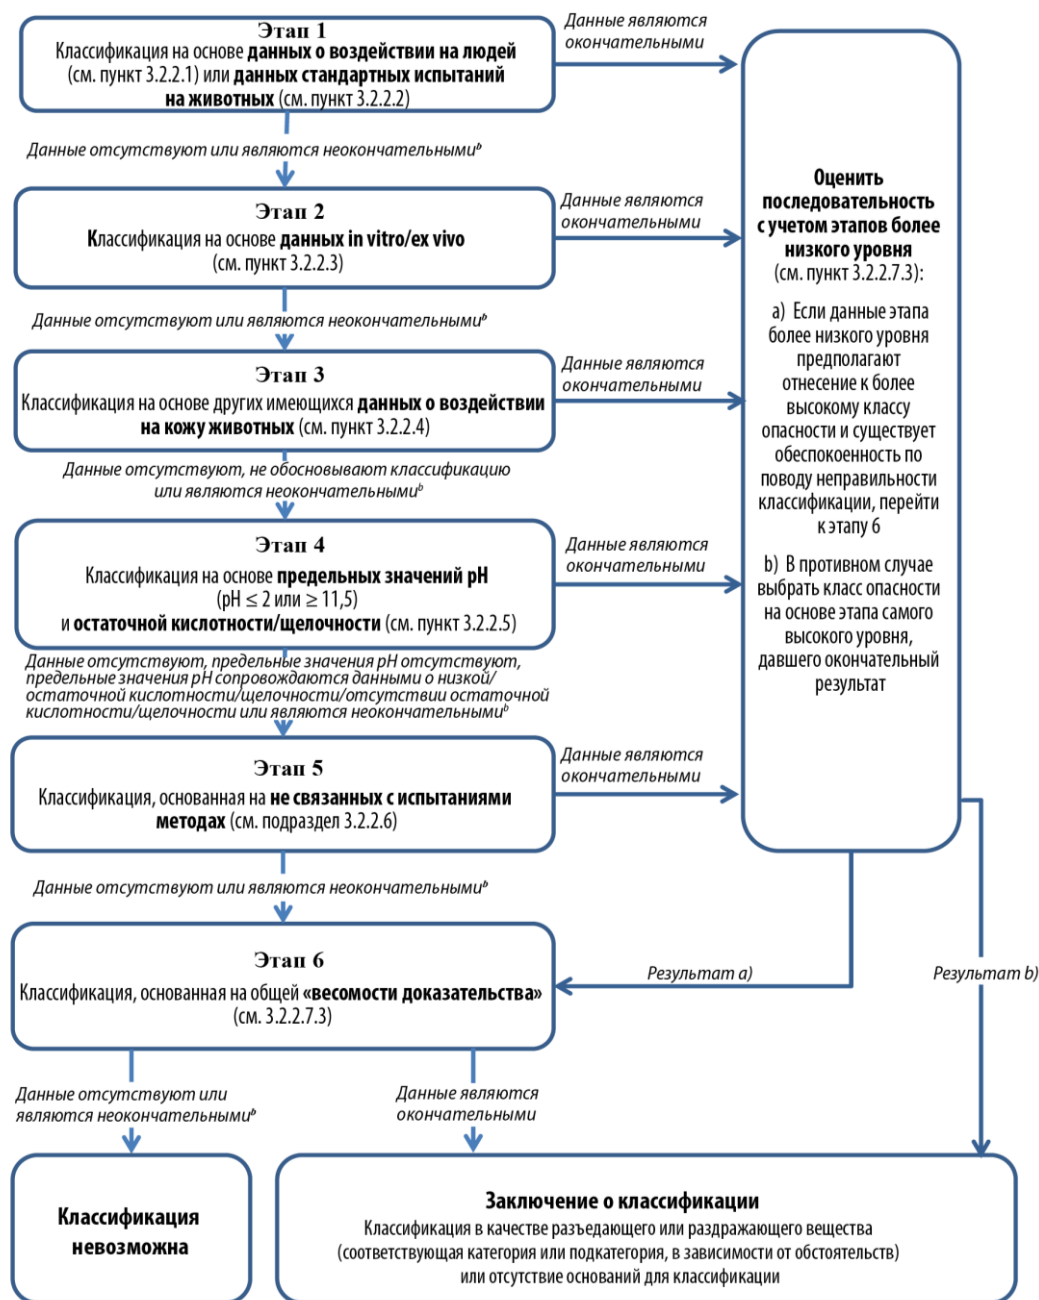 Этап 1
Классификация на основе данных о воздействии на людей
(см. пункт 3.2.2.1) или данных стандартных испытаний
на животных (см. пункт 3.2.2.2)
Данные являются
окончательными
Данные отсутствуют или являются неокончательнымиᵇ
Этап 2
Классификация на основе данных in vitro/ex vivo
(см. пункт 3.2.2.3)
Данные являются
окончательными
Данные отсутствуют или являются неокончательнымиᵇ
Этап 3
Классификация на основе других имеющихся данных о воздействии
на кожу животных (см. пункт 3.2.2.4)
Данные являются
окончательными
Данные отсутствуют, не обосновывают классификацию
или являются неокончательнымиᵇ
Этап 4
Классификация на основе предельных значений pH
(pH ≤ 2 или ≥ 11,5)
и остаточной кислотности/щелочности (см. пункт 3.2.2.5)
Данные являются
окончательными
Данные отсутствуют, предельные значения pH отсутствуют,
предельные значения pH сопровождаются данными о низкой/
остаточной кислотности/щелочности/отсутствии остаточной
кислотности/щелочности или являются неокончательнымиᵇ
Этап 5
Классификация, основанная на не связанных с испытаниями
методах (см. подраздел 3.2.2.6)
Данные являются
окончательными
Данные отсутствуют или являются неокончательнымиᵇ
Этап 6
Классификация, основанная на общей «весомости доказательства»
(см. 3.2.2.7.3)
Оценить
последовательность
с учетом этапов более
низкого уровня
(см. пункт 3.2.2.7.3):
a) Если данные этапа
более низкого уровня
предполагают
отнесение к более
высокому классу
опасности и существует
обеспокоенность по
поводу неправильности
классификации, перейти
к этапу 6
b) В противном случае
выбрать класс опасности
на основе этапа самого
высокого уровня,
давшего окончательный
результат
Результат a)
Результат b)
Данные отсутствуют или
являются неокончательнымиᵇ
Данные являются
окончательными
Классификация
невозможна
Заключение о классификации
Классификация в качестве разъедающего или раздражающего вещества
(соответствующая категория или подкатегория, в зависимости от обстоятельств)
или отсутствие оснований для классификации